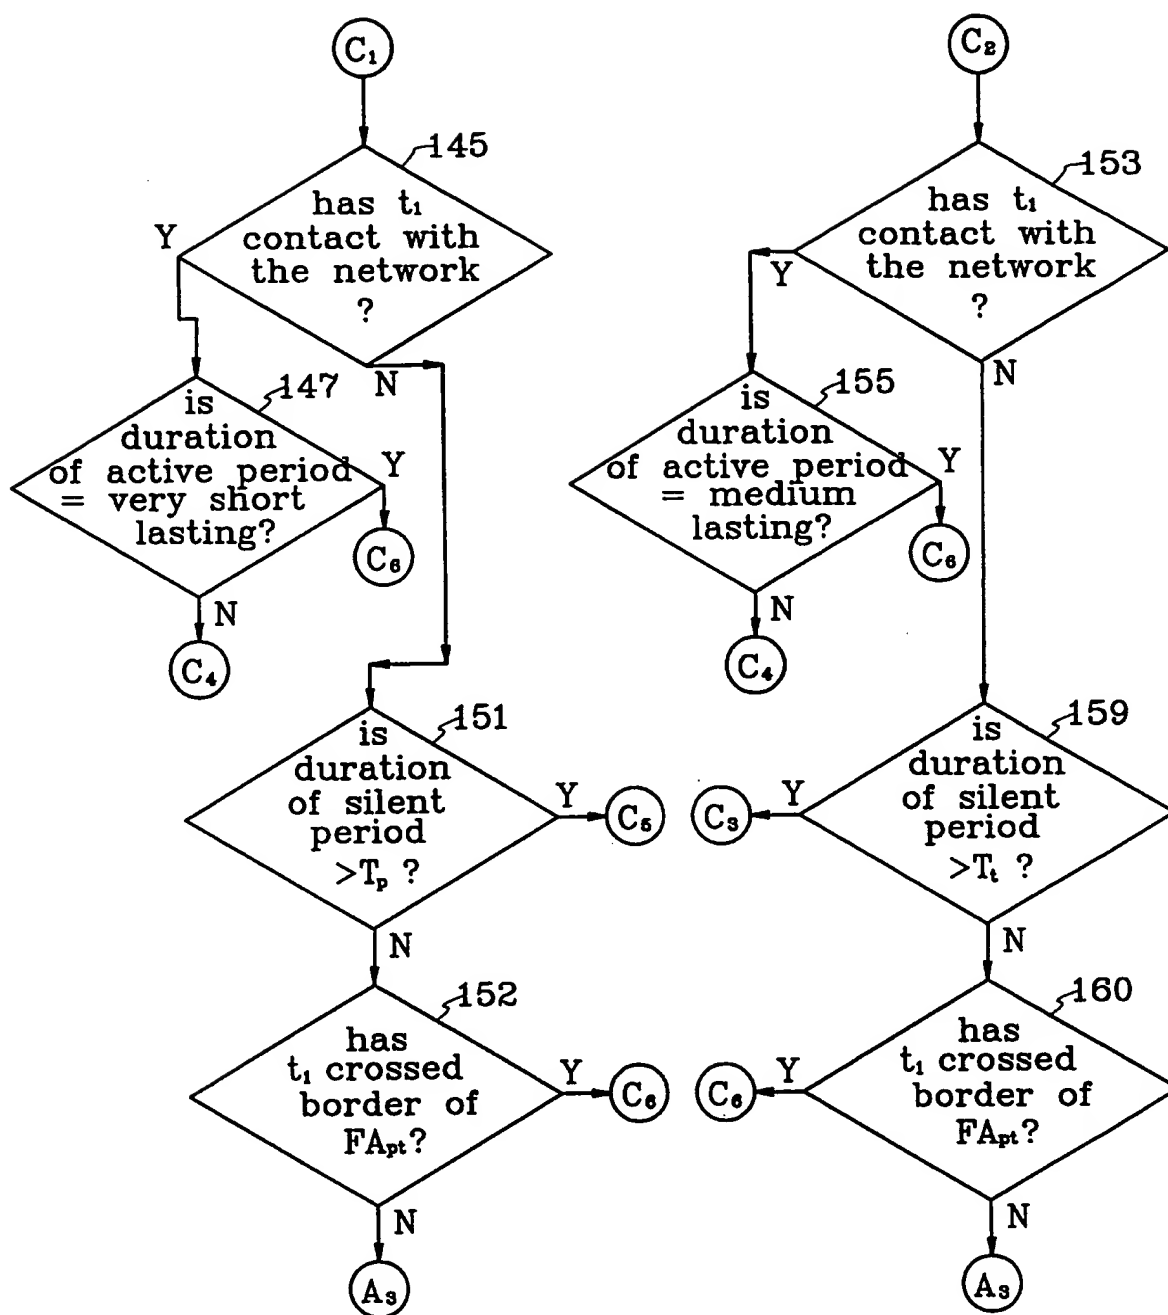 C₁
145
has t₁
contact with
the network
?
Y
N
147
is
duration
of active period
= very short
lasting?
Y
C₆
N
C₄
151
is
duration
of silent
period
>Tₚ ?
Y
C₅
N
152
has
t₁ crossed
border of
FAₚₜ?
Y
C₆
N
A₃
C₂
153
has t₁
contact with
the network
?
Y
N
155
is
duration
of active period
= medium
lasting?
Y
C₆
N
C₄
159
is
duration
of silent
period
>Tₜ ?
Y
C₃
N
160
has
t₁ crossed
border of
FAₚₜ?
Y
C₆
N
A₃